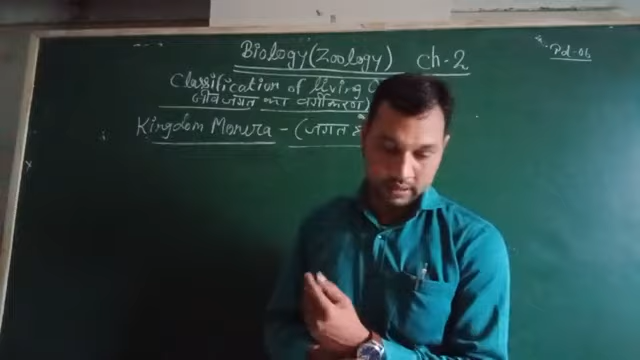 Biology (Zoology) Ch-2
Pd-06
Classification of living
जीवजगत का वर्गीकरण)
Kingdom Monera - (जगत